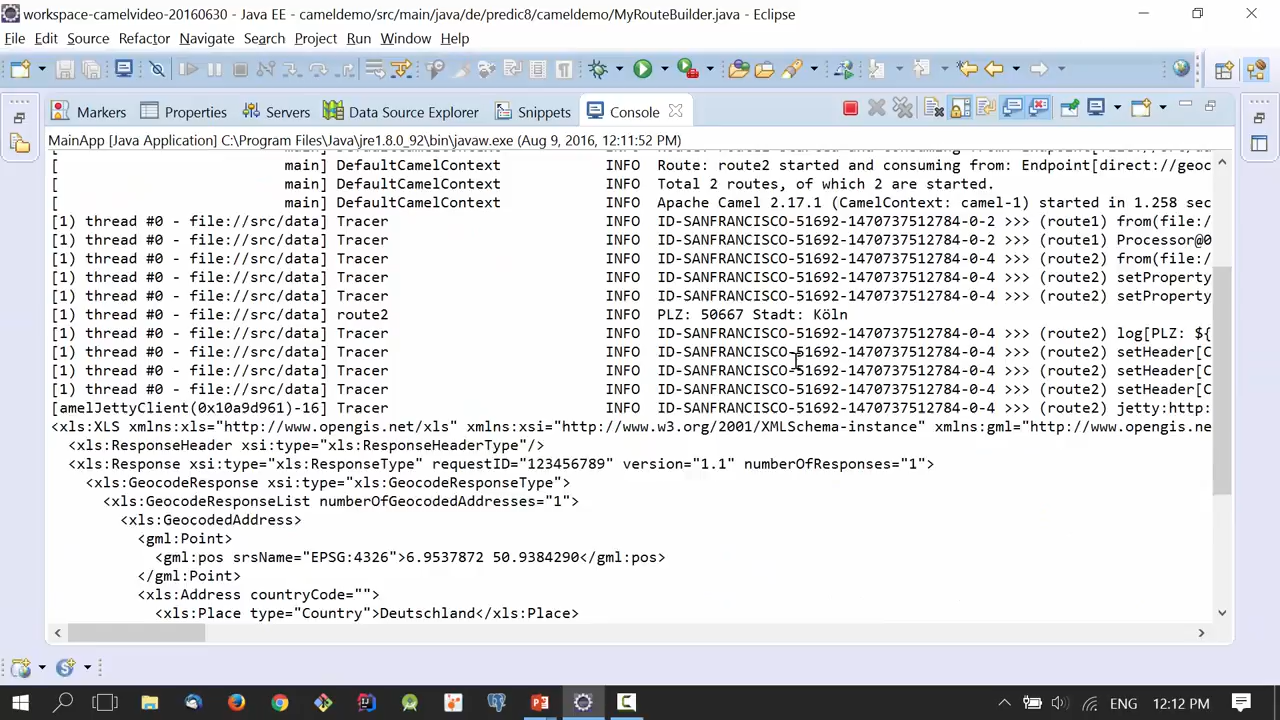 workspace-camelvideo-20160630 - Java EE - cameldemo/src/main/java/de/predic8/cameldemo/MyRouteBuilder.java - Eclipse
File Edit Source Refactor Navigate Search Project Run Window Help
Markers Properties Servers Data Source Explorer Snippets Console
MainApp [Java Application] C:\Program Files\Java\jre1.8.0_92\bin\javaw.exe (Aug 9, 2016, 12:11:52 PM)
[ main] DefaultCamelContext INFO Route: route2 started and consuming from: Endpoint[direct://geoc
[ main] DefaultCamelContext INFO Total 2 routes, of which 2 are started.
[ main] DefaultCamelContext INFO Apache Camel 2.17.1 (CamelContext: camel-1) started in 1.258 sec
[1) thread #0 - file://src/data] Tracer INFO ID-SANFRANCISCO-51692-1470737512784-0-2 >>> (route1) from(file:/
[1) thread #0 - file://src/data] Tracer INFO ID-SANFRANCISCO-51692-1470737512784-0-2 >>> (route1) Processor@0
[1) thread #0 - file://src/data] Tracer INFO ID-SANFRANCISCO-51692-1470737512784-0-4 >>> (route2) from(file:/
[1) thread #0 - file://src/data] Tracer INFO ID-SANFRANCISCO-51692-1470737512784-0-4 >>> (route2) setProperty
[1) thread #0 - file://src/data] Tracer INFO ID-SANFRANCISCO-51692-1470737512784-0-4 >>> (route2) setProperty
[1) thread #0 - file://src/data] route2 INFO PLZ: 50667 Stadt: Köln
[1) thread #0 - file://src/data] Tracer INFO ID-SANFRANCISCO-51692-1470737512784-0-4 >>> (route2) log[PLZ: ${
[1) thread #0 - file://src/data] Tracer INFO ID-SANFRANCISCO-51692-1470737512784-0-4 >>> (route2) setHeader[C
[1) thread #0 - file://src/data] Tracer INFO ID-SANFRANCISCO-51692-1470737512784-0-4 >>> (route2) setHeader[C
[1) thread #0 - file://src/data] Tracer INFO ID-SANFRANCISCO-51692-1470737512784-0-4 >>> (route2) setHeader[C
[amelJettyClient(0x10a9d961)-16] Tracer INFO ID-SANFRANCISCO-51692-1470737512784-0-4 >>> (route2) jetty:http:
<xls:XLS xmlns:xls="http://www.opengis.net/xls" xmlns:xsi="http://www.w3.org/2001/XMLSchema-instance" xmlns:gml="http://www.opengis.ne
<xls:ResponseHeader xsi:type="xls:ResponseHeaderType"/>
<xls:Response xsi:type="xls:ResponseType" requestID="123456789" version="1.1" numberOfResponses="1">
<xls:GeocodeResponse xsi:type="xls:GeocodeResponseType">
<xls:GeocodeResponseList numberOfGeocodedAddresses="1">
<xls:GeocodedAddress>
<gml:Point>
<gml:pos srsName="EPSG:4326">6.9537872 50.9384290</gml:pos>
</gml:Point>
<xls:Address countryCode="">
<xls:Place type="Country">Deutschland</xls:Place>
ENG 12:12 PM